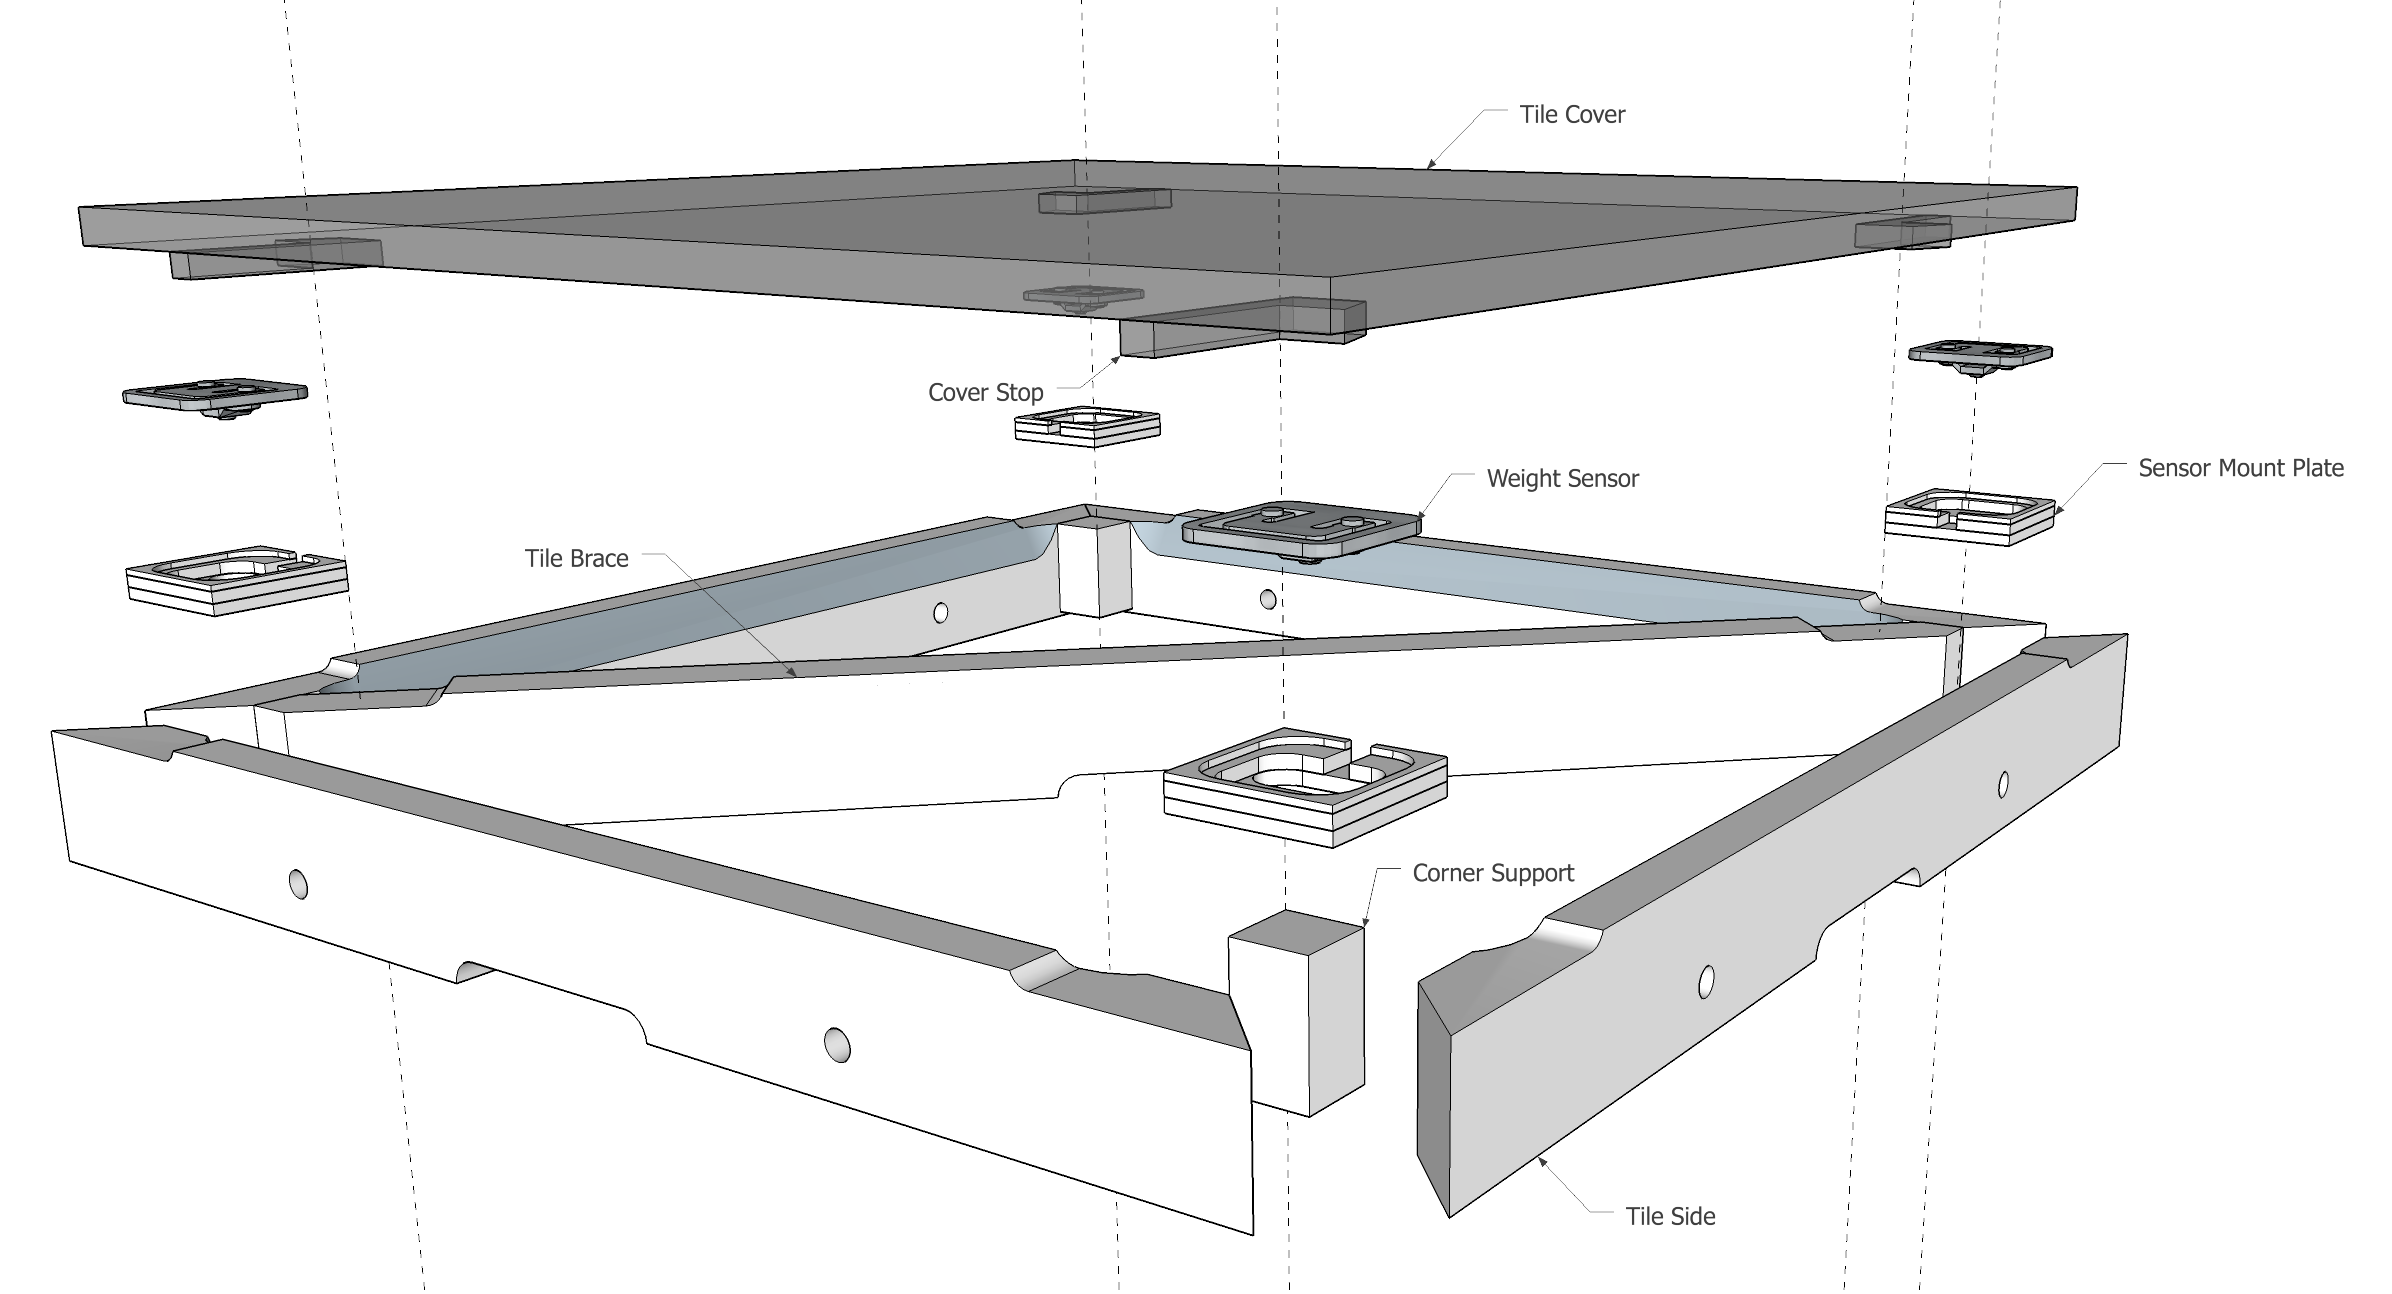 Tile Cover
Cover Stop
Weight Sensor
Sensor Mount Plate
Tile Brace
Corner Support
Tile Side